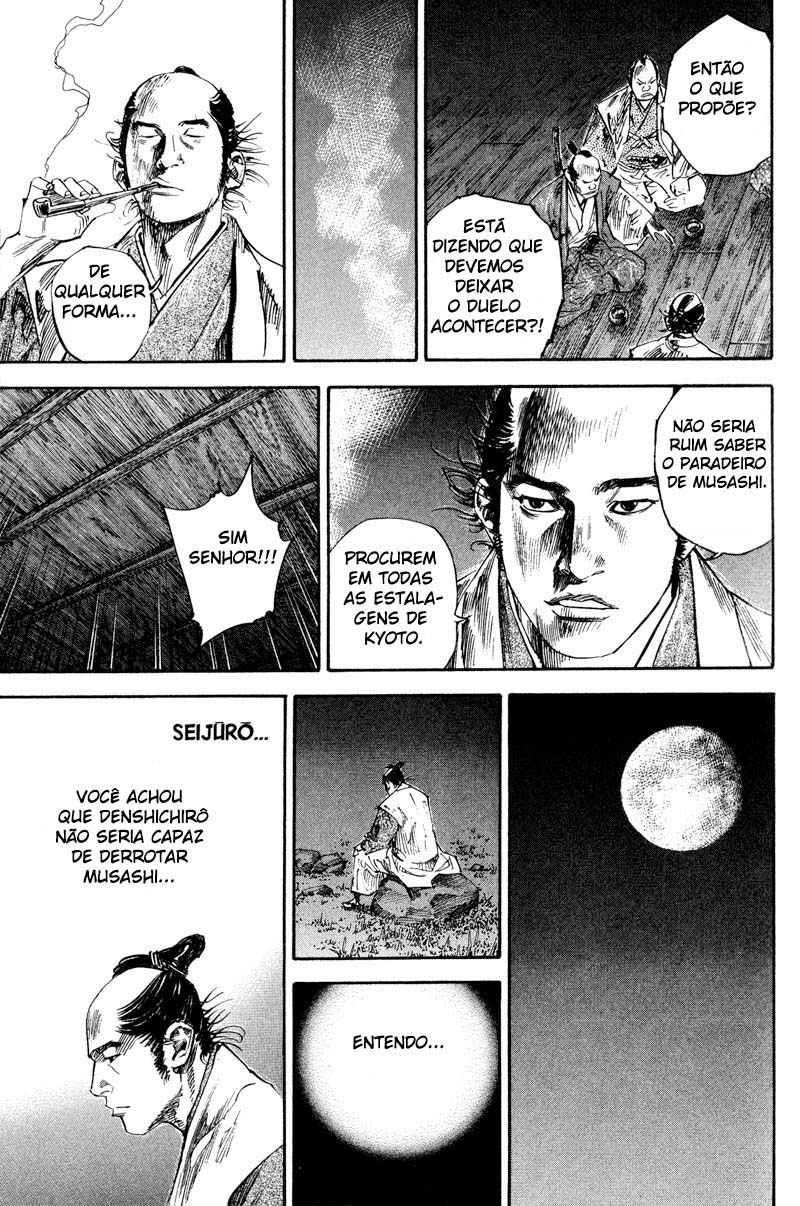 ENTÃO
O QUE
PROPÕE?
ESTÁ
DIZENDO QUE
DEVEMOS
DEIXAR
O DUELO
ACONTECER?!
DE
QUALQUER
FORMA...
NÃO SERIA
RUIM SABER
O PARADEIRO
DE MUSASHI.
PROCUREM
EM TODAS
AS ESTALA-
GENS DE
KYOTO.
SIM
SENHOR!!!
ENTENDO...
SEIJŪRŌ...
VOCÊ ACHOU
QUE DENSHICHIRÔ
NÃO SERIA CAPAZ
DE DERROTAR
MUSASHI...